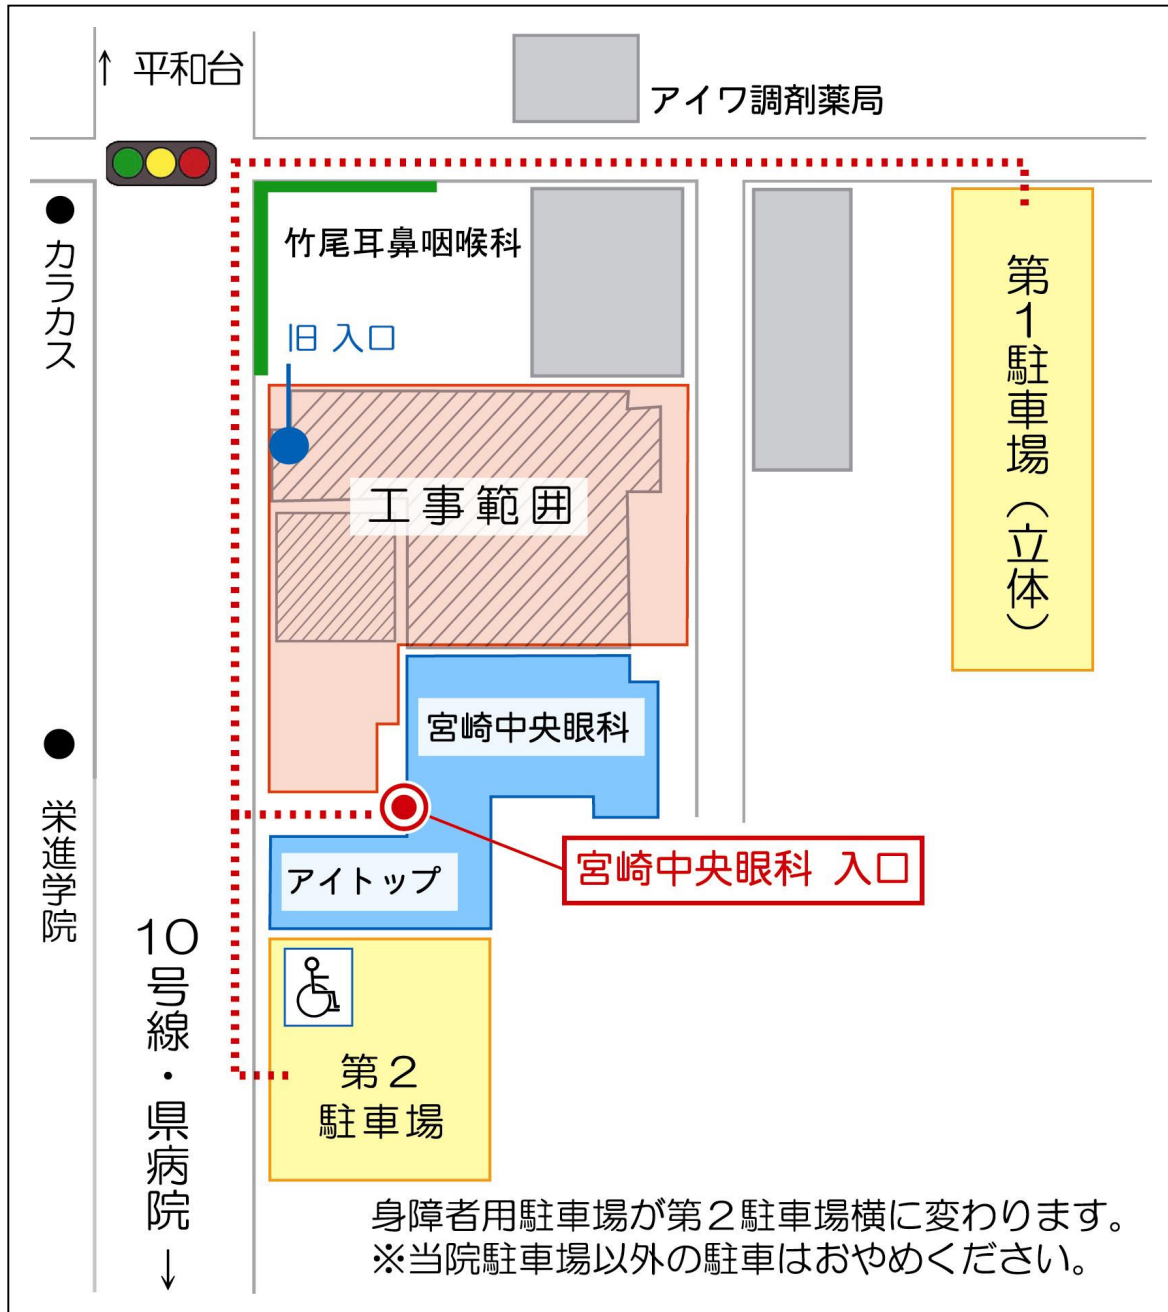 ↑ 平和台
アイワ調剤薬局
カラカス
竹尾耳鼻咽喉科
旧 入口
第1駐車場（立体）
工事範囲
宮崎中央眼科
宮崎中央眼科 入口
アイトップ
栄進学院
10号線・県病院↓
第2
駐車場
身障者用駐車場が第2駐車場横に変わります。
※当院駐車場以外の駐車はおやめください。